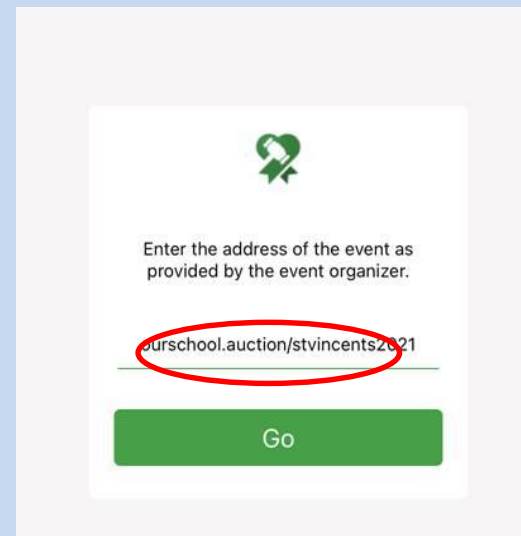 Enter the address of the event as
provided by the event organizer.
ourschool.auction/stvincents2021
Go